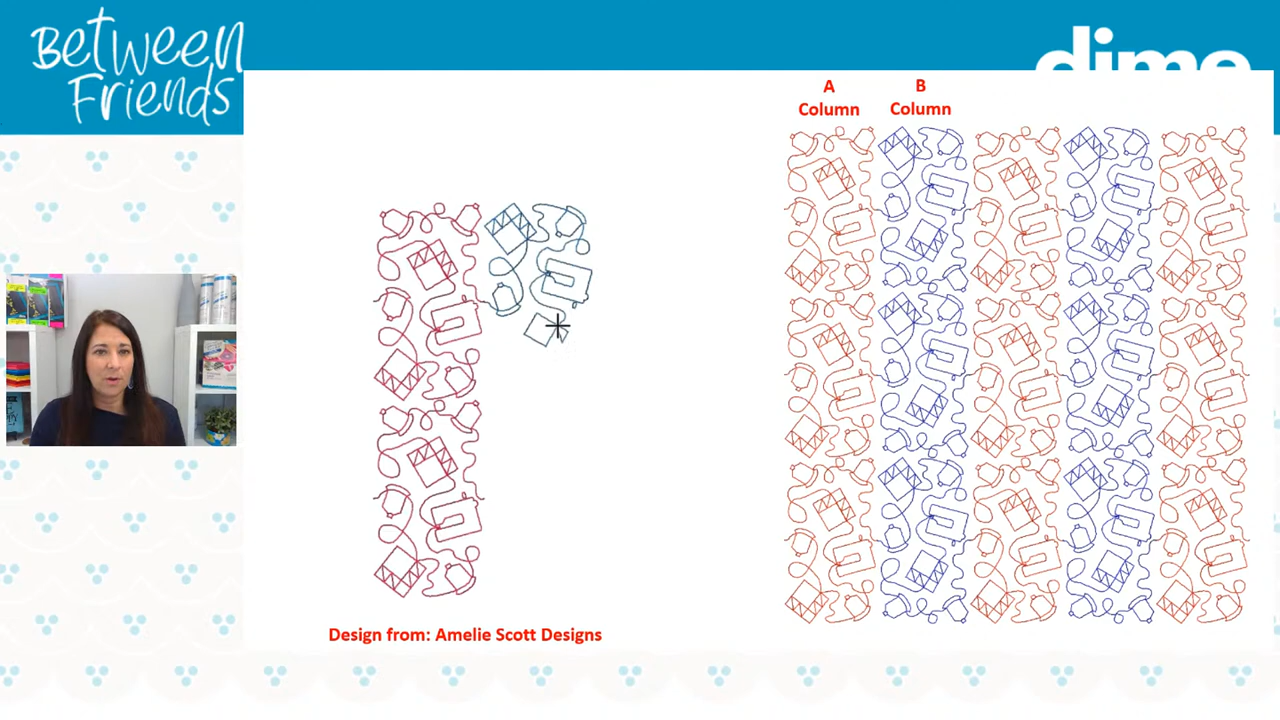 Between
Friends
dime
A
Column
B
Column
Design from: Amelie Scott Designs